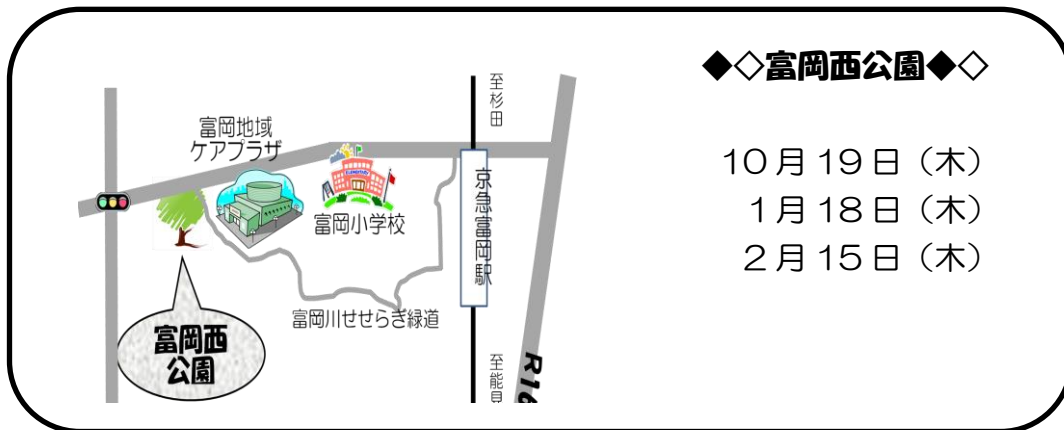 ◆◇富岡西公園◆◇
10月19日（木）
1月18日（木）
2月15日（木）
至杉田
富岡地域
ケアプラザ
富岡小学校
京急富岡駅
富岡川せせらぎ緑道
富岡西
公園
至能見
R16